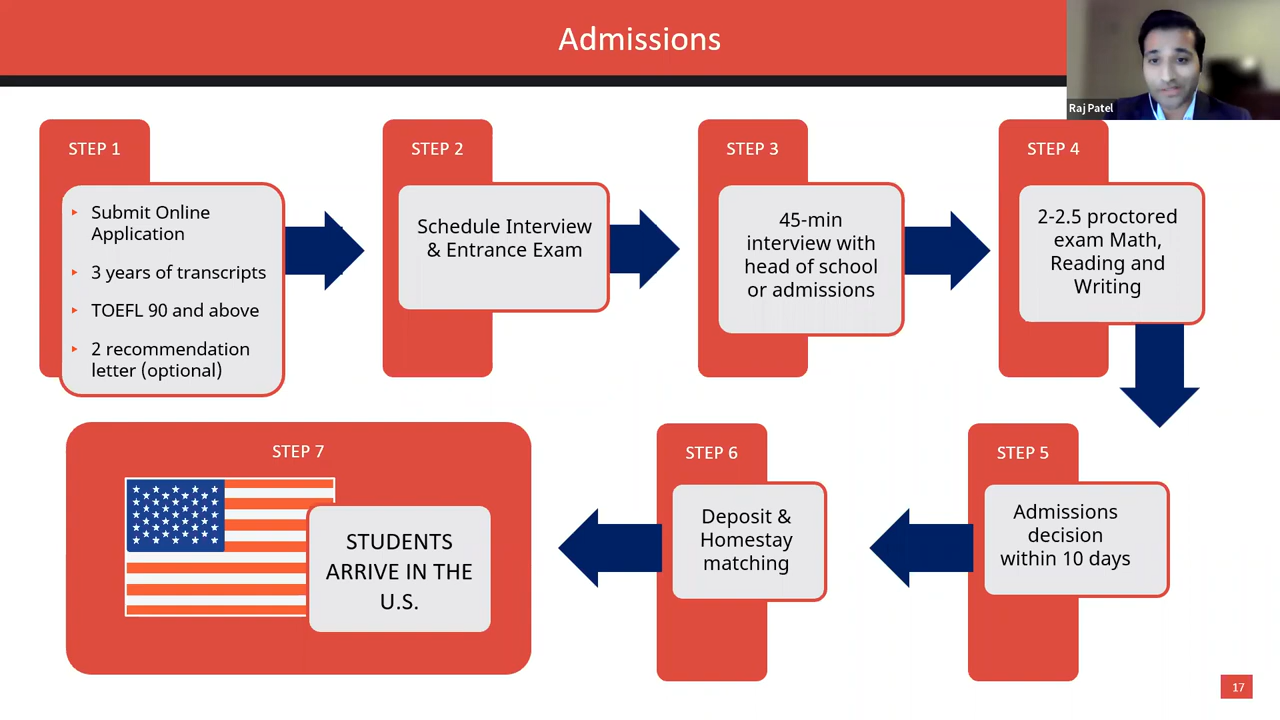 Admissions
Raj Patel
STEP 1
Submit Online
Application
3 years of transcripts
TOEFL 90 and above
2 recommendation
letter (optional)
STEP 2
Schedule Interview
& Entrance Exam
STEP 3
45-min
interview with
head of school
or admissions
STEP 4
2-2.5 proctored
exam Math,
Reading and
Writing
STEP 5
Admissions
decision
within 10 days
STEP 6
Deposit &
Homestay
matching
STEP 7
STUDENTS
ARRIVE IN THE
U.S.
17